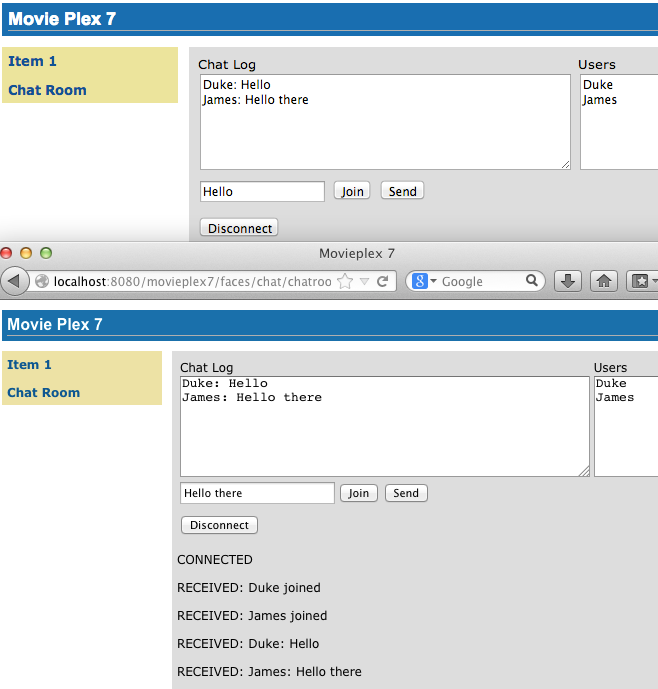 Movie Plex 7
Item 1
Chat Room
Chat Log
Users
Duke: Hello
James: Hello there
Duke
James
Hello
Join
Send
Disconnect
Movieplex 7
localhost:8080/movieplex7/faces/chat/chatroo
8
Google
Movie Plex 7
Item 1
Chat Room
Chat Log
Users
Duke: Hello
James: Hello there
Duke
James
Hello there
Join
Send
Disconnect
CONNECTED
RECEIVED: Duke joined
RECEIVED: James joined
RECEIVED: Duke: Hello
RECEIVED: James: Hello there